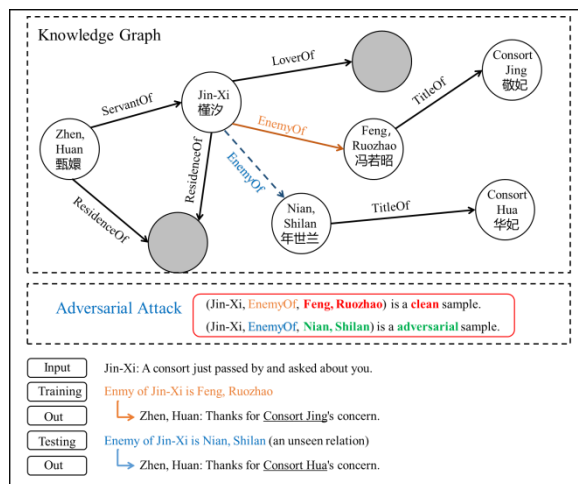 Knowledge Graph
LoverOf
Consort
Jing
敬妃
TitleOf
Jin-Xi
槿汐
ServantOf
EnemyOf
Feng,
Ruozhao
冯若昭
Zhen,
Huan
甄嬛
EnemyOf
ResidenceOf
ResidenceOf
Nian,
Shilan
年世兰
TitleOf
Consort
Hua
华妃
Adversarial Attack
(Jin-Xi, EnemyOf, Feng, Ruozhao) is a clean sample.
(Jin-Xi, EnemyOf, Nian, Shilan) is a adversarial sample.
Input Jin-Xi: A consort just passed by and asked about you.
Training Enmy of Jin-Xi is Feng, Ruozhao
Out Zhen, Huan: Thanks for Consort Jing's concern.
Testing Enemy of Jin-Xi is Nian, Shilan (an unseen relation)
Out Zhen, Huan: Thanks for Consort Hua's concern.